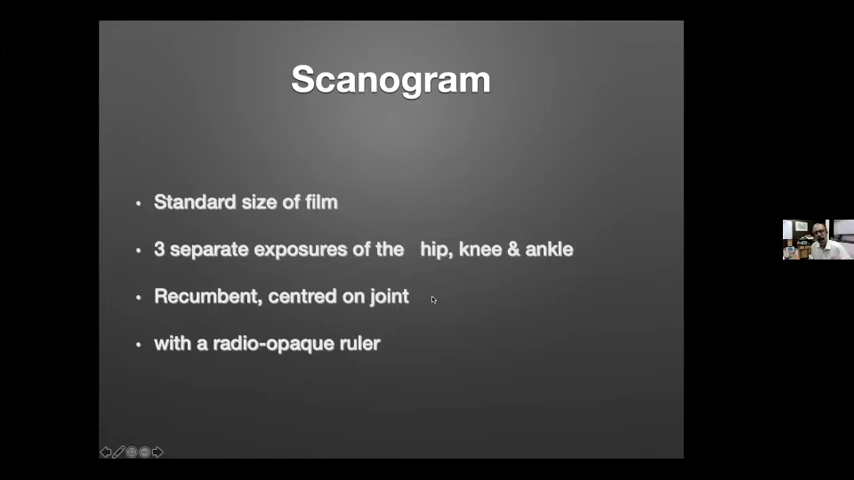 Scanogram
• Standard size of film
• 3 separate exposures of the hip, knee & ankle
• Recumbent, centred on joint
• with a radio-opaque ruler